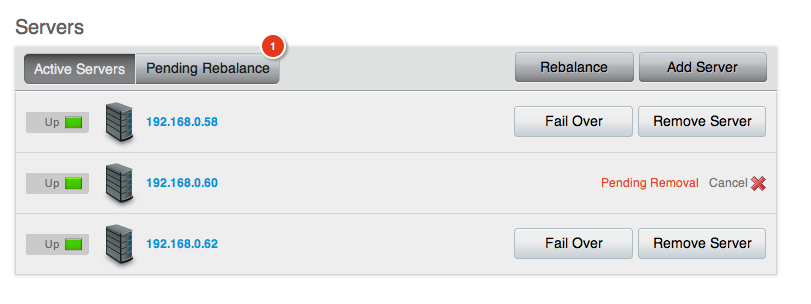 Servers
1
Active Servers Pending Rebalance Rebalance Add Server
Up 192.168.0.58 Fail Over Remove Server
Up 192.168.0.60 Pending Removal Cancel
Up 192.168.0.62 Fail Over Remove Server